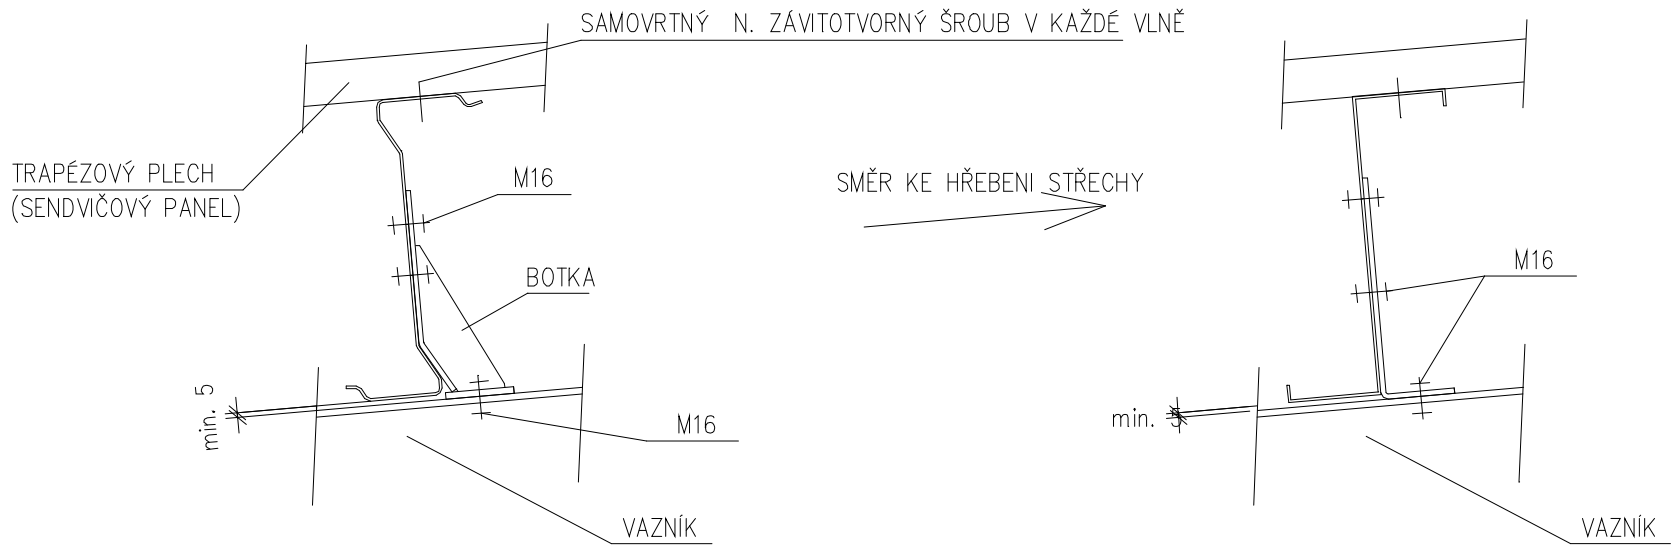 SAMOVRTNÝ N. ZÁVITOTVORNÝ ŠROUB V KAŽDÉ VLNĚ
TRAPÉZOVÝ PLECH
(SENDVIČOVÝ PANEL)
M16
BOTKA
min. 5
M16
VAZNÍK
SMĚR KE HŘEBENI STŘECHY
M16
min. 5
VAZNÍK